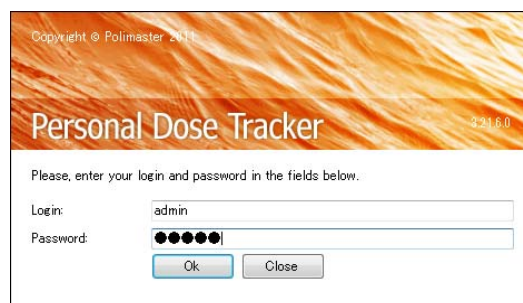 Copyright © Polimaster 2011
Personal Dose Tracker
3.21.6.0
Please, enter your login and password in the fields below.
Login:
admin
Password:
●●●●●
Ok
Close